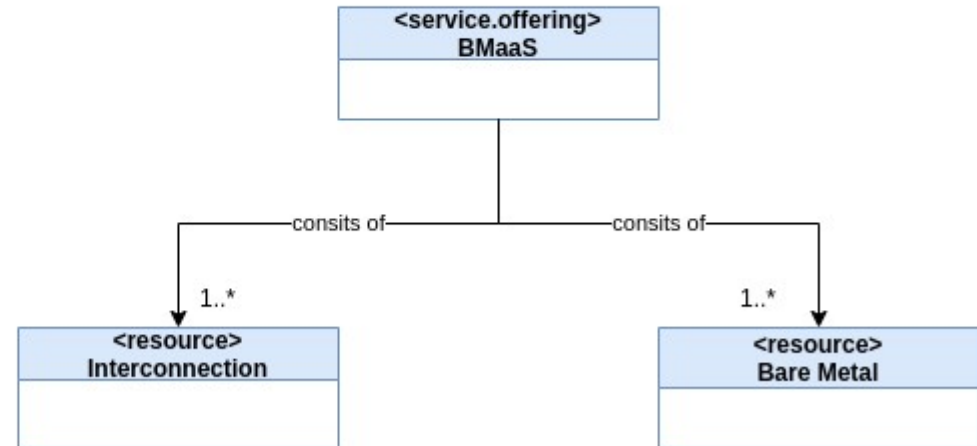 <service.offering>
BMaaS
consits of
consits of
1..*
1..*
<resource>
Interconnection
<resource>
Bare Metal